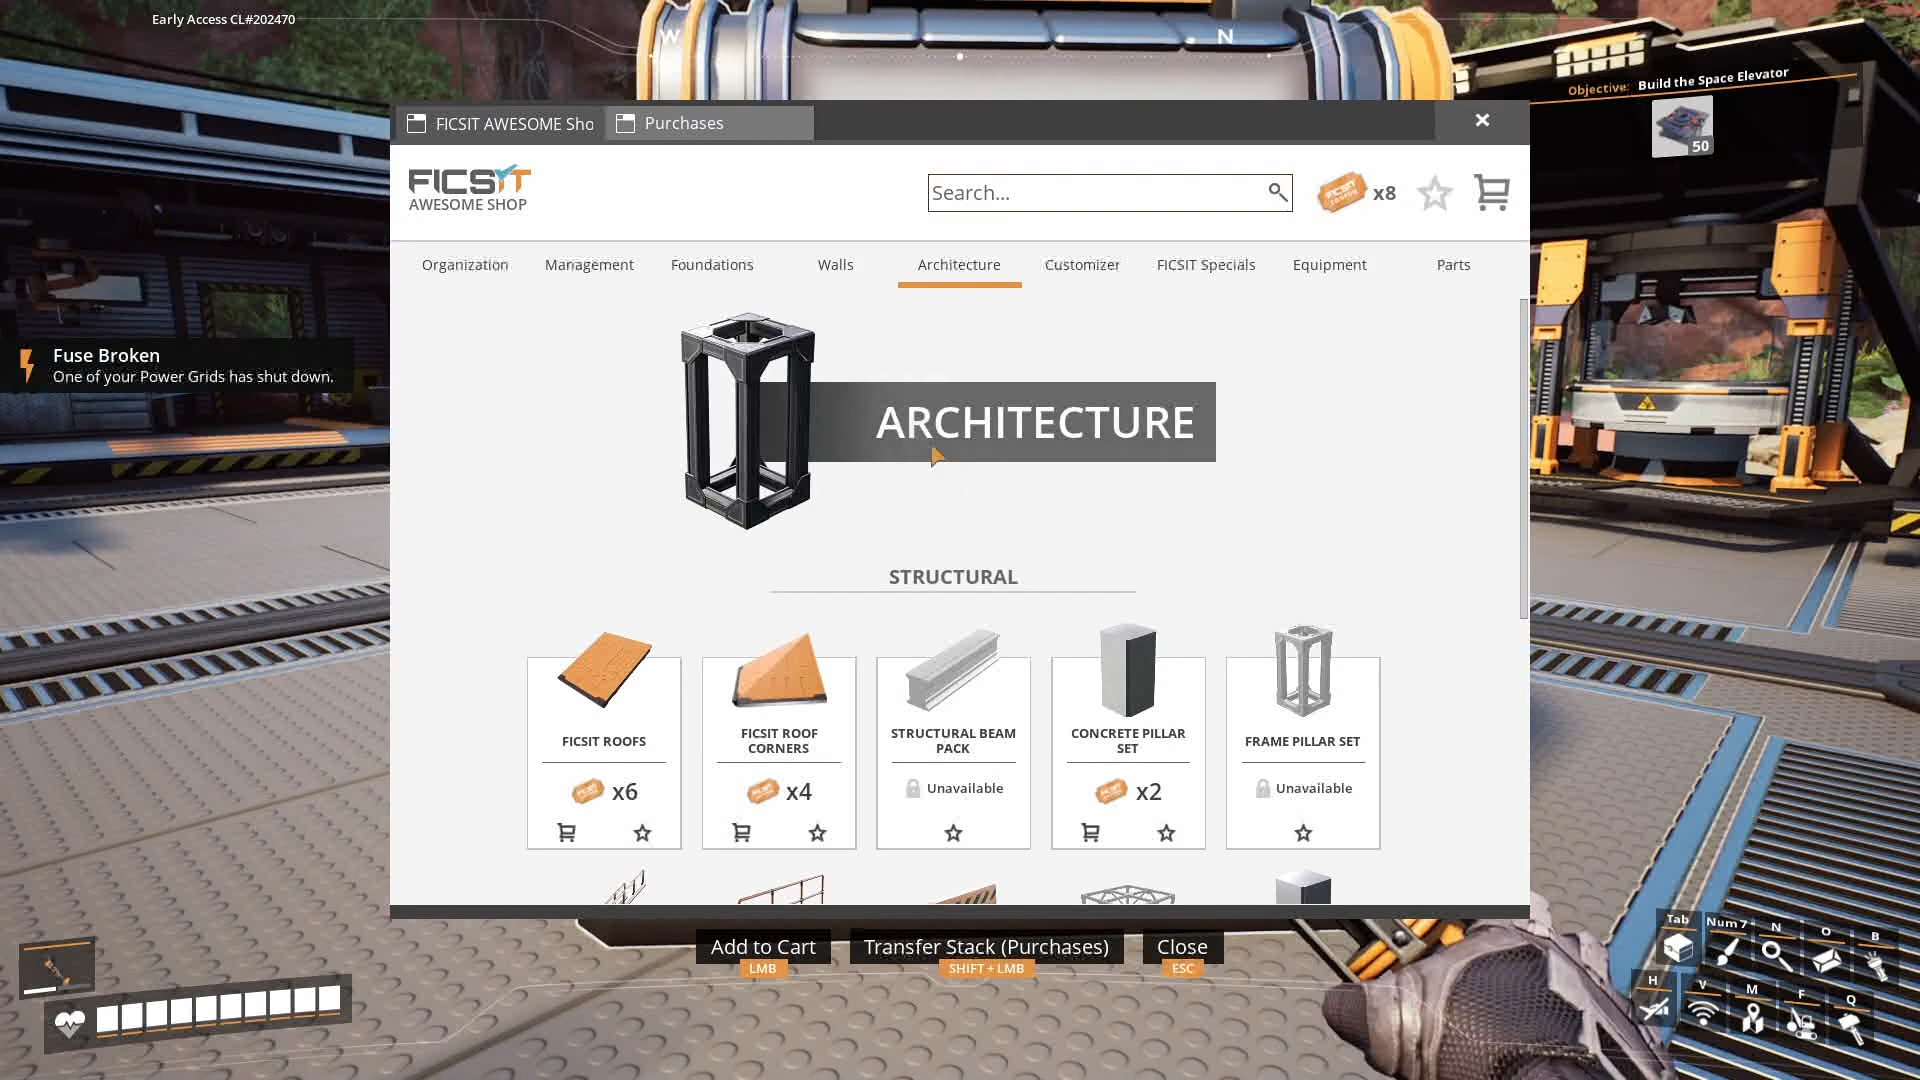 Early Access CL#202470
W
N
Objective: Build the Space Elevator
50
FICSIT AWESOME Sho
Purchases
FICSIT
AWESOME SHOP
Search...
x8
Organization
Management
Foundations
Walls
Architecture
Customizer
FICSIT Specials
Equipment
Parts
Fuse Broken
One of your Power Grids has shut down.
ARCHITECTURE
STRUCTURAL
FICSIT ROOFS
x6
FICSIT ROOF
CORNERS
x4
STRUCTURAL BEAM
PACK
Unavailable
CONCRETE PILLAR
SET
x2
FRAME PILLAR SET
Unavailable
Add to Cart
LMB
Transfer Stack (Purchases)
SHIFT + LMB
Close
ESC
Tab
Num 7
N
O
B
H
V
M
F
Q